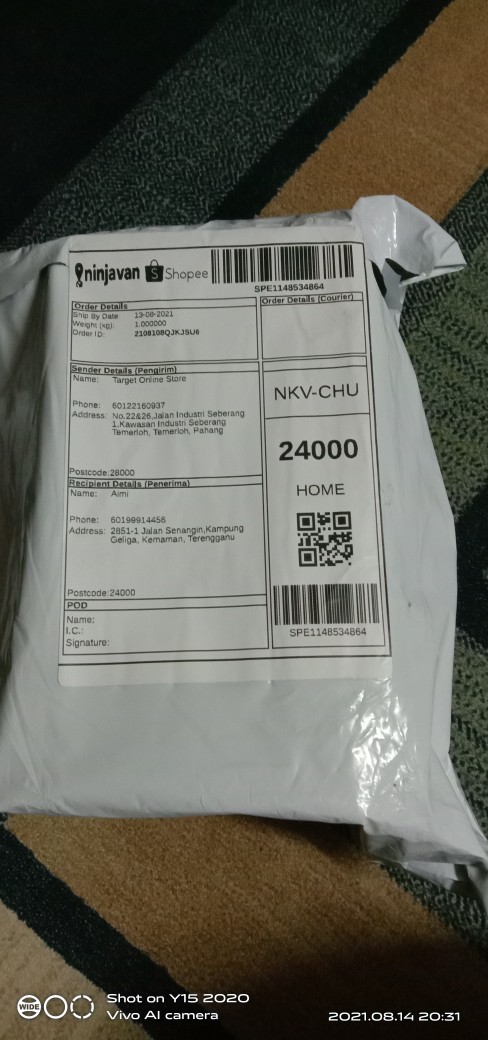 ninjavan S Shopee
SPE1148534864
Order Details
Ship By Date 13-08-2021
Weight (kg): 1.000000
Order ID: 2108108QJKJSU6
Order Details (Courier)
Sender Details (Pengirim)
Name: Target Online Store
Phone: 60122160937
Address: No.22&26,Jalan Industri Seberang
1,Kawasan Industri Seberang
Temerloh, Temerloh, Pahang
Postcode:28000
Recipient Details (Penerima)
Name: Aimi
Phone: 60199914456
Address: 2851-1 Jalan Senangin,Kampung
Geliga, Kemaman, Terengganu
Postcode:24000
POD
Name:
I.C.:
Signature:
NKV-CHU
24000
HOME
SPE1148534864
WIDE
Shot on Y15 2020
Vivo AI camera
2021.08.14 20:31